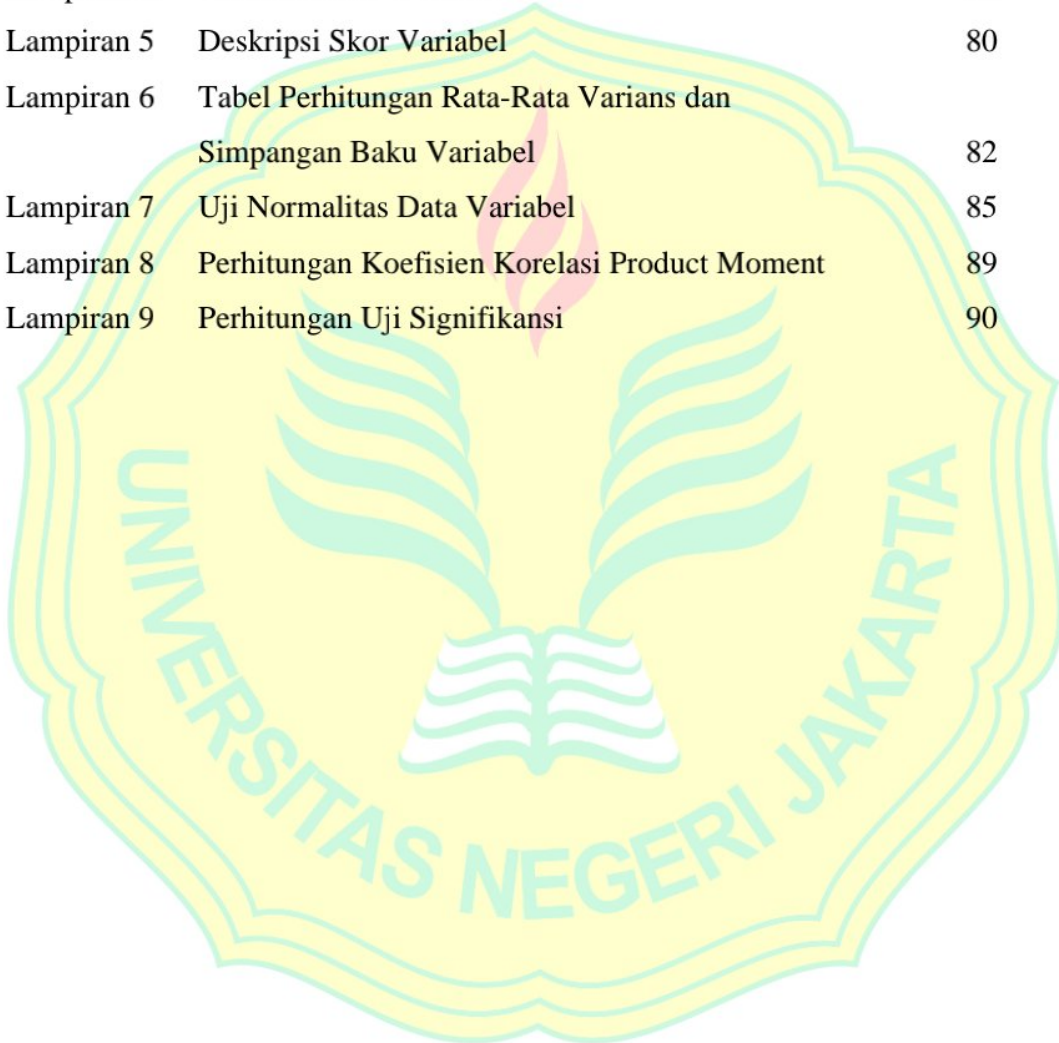 Lampiran 5 Deskripsi Skor Variabel 80
Lampiran 6 Tabel Perhitungan Rata-Rata Varians dan
Simpangan Baku Variabel 82
Lampiran 7 Uji Normalitas Data Variabel 85
Lampiran 8 Perhitungan Koefisien Korelasi Product Moment 89
Lampiran 9 Perhitungan Uji Signifikansi 90
UNIVERSITAS NEGERI JAKARTA